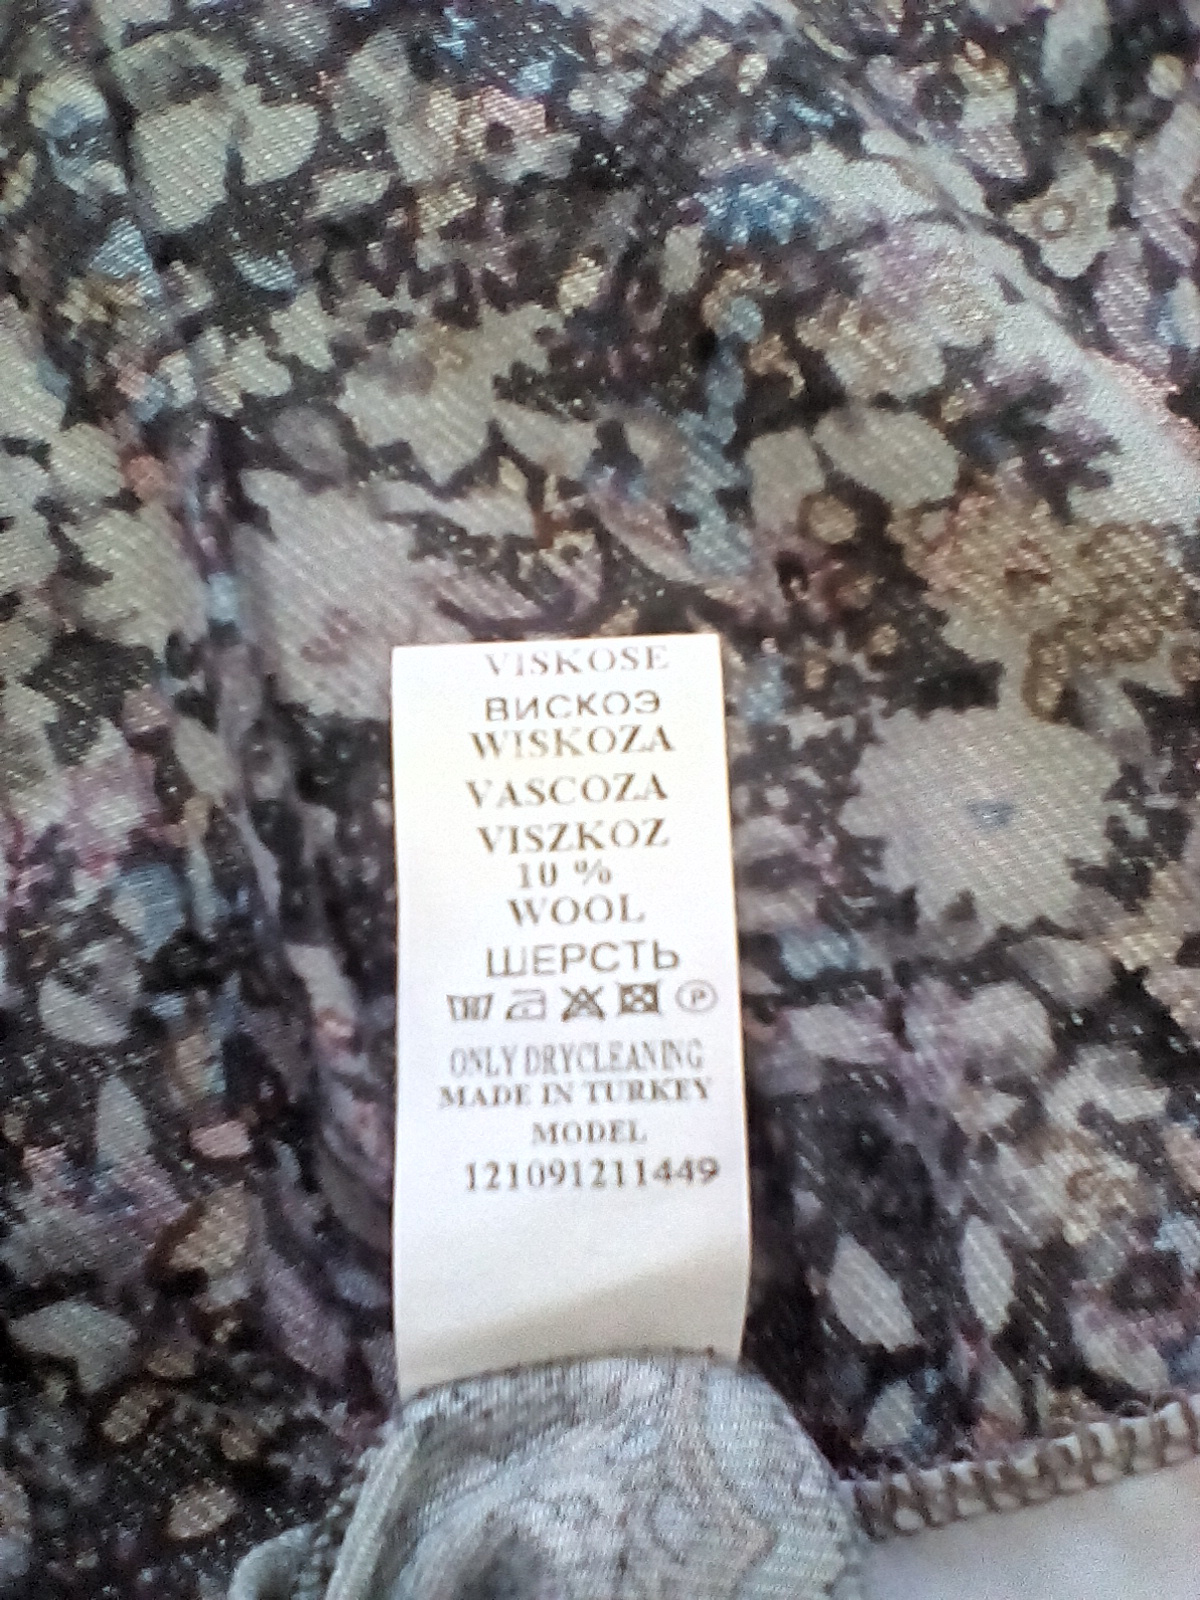 VISKOSE
ВИСКОЭ
WISKOZA
VASCOZA
VISZKOZ
10 %
WOOL
ШЕРСТЬ
P
ONLY DRYCLEANING
MADE IN TURKEY
MODEL
121091211449